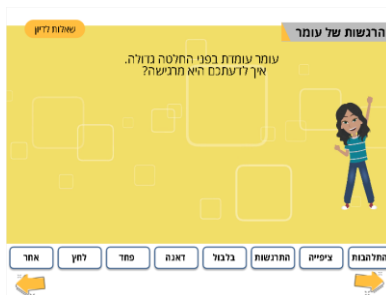 הרגשות של עומר
שאלות לדיון
עומר עומדת בפני החלטה גדולה.
איך לדעתכם היא מרגישה?
התלהבות
ציפייה
התרגשות
בלבול
דאגה
פחד
לחץ
אחר